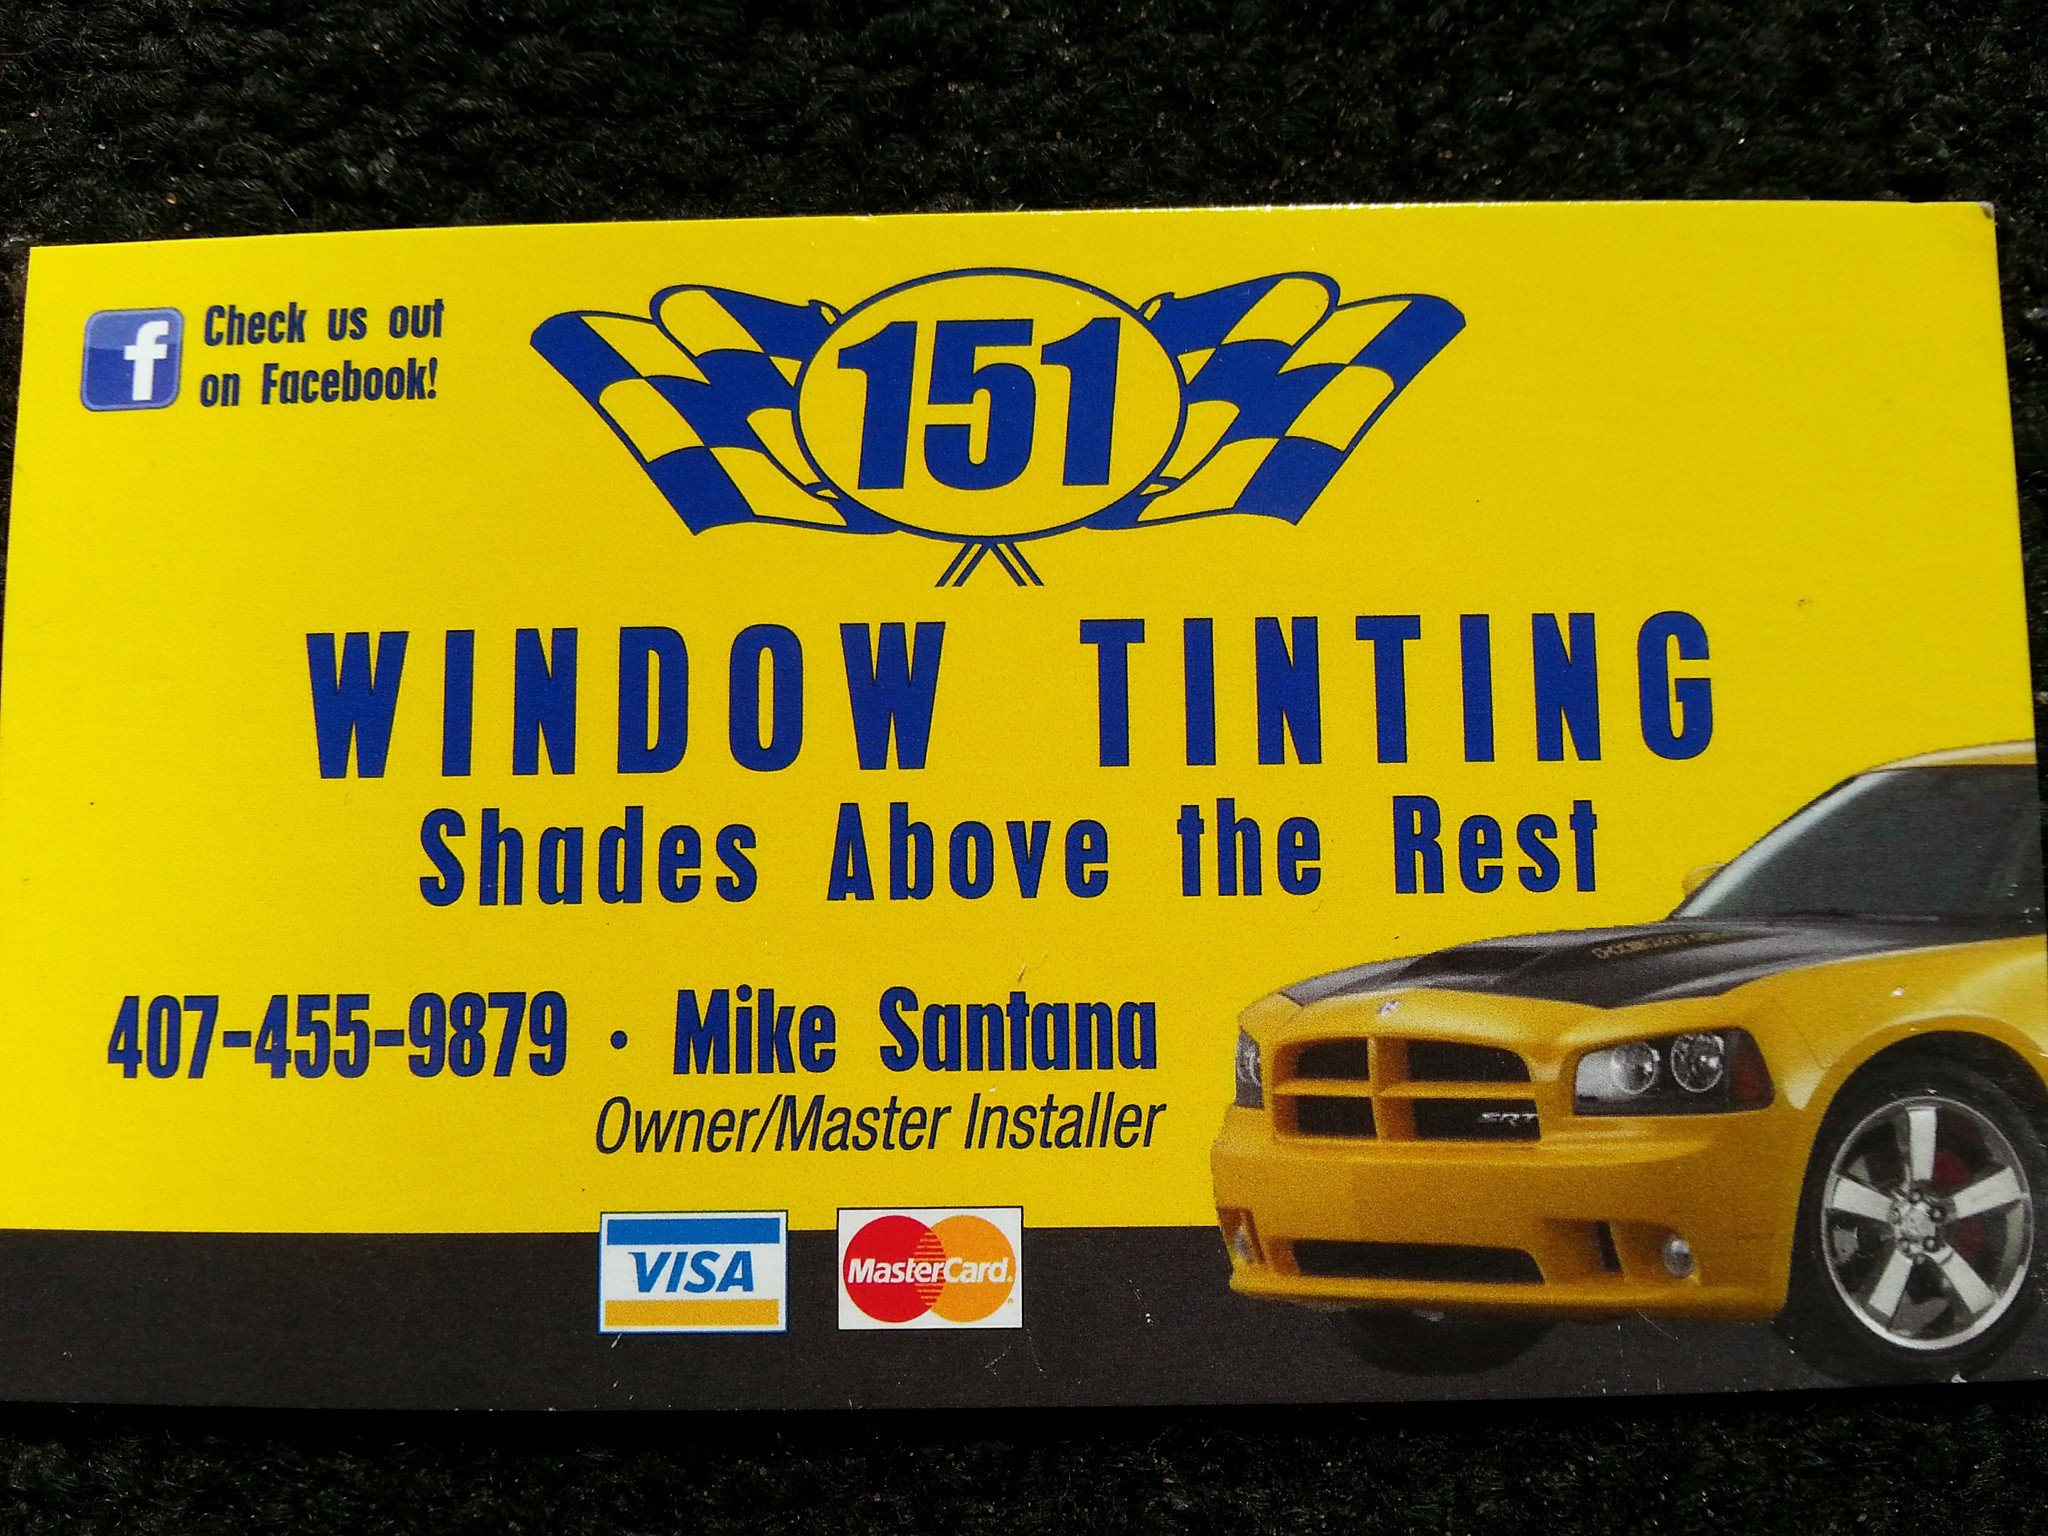 Check us out
on Facebook!
151
WINDOW TINTING
Shades Above the Rest
407-455-9879 • Mike Santana
Owner/Master Installer
VISA
MasterCard
SRT